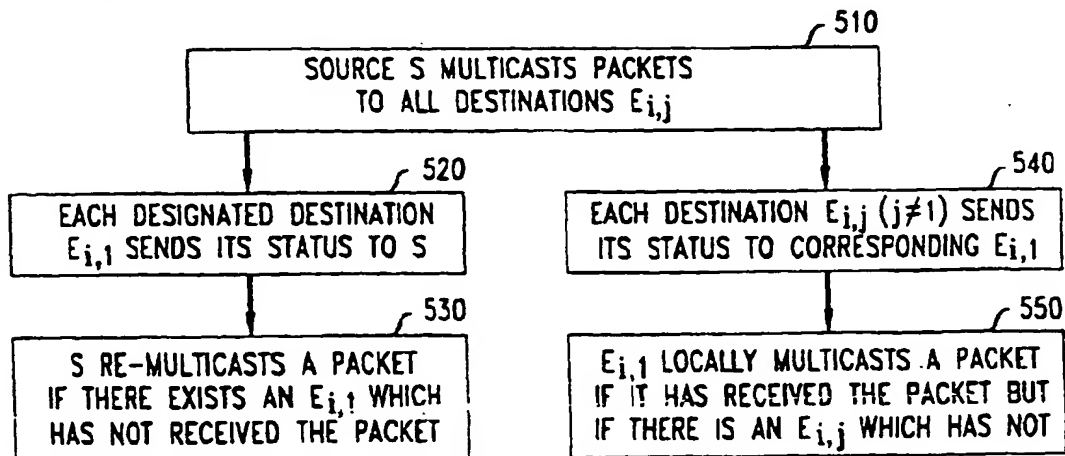 510
SOURCE S MULTICASTS PACKETS
TO ALL DESTINATIONS Ei,j
520
EACH DESIGNATED DESTINATION
Ei,1 SENDS ITS STATUS TO S
530
S RE-MULTICASTS A PACKET
IF THERE EXISTS AN Ei,1 WHICH
HAS NOT RECEIVED THE PACKET
540
EACH DESTINATION Ei,j (j≠1) SENDS
ITS STATUS TO CORRESPONDING Ei,1
550
Ei,1 LOCALLY MULTICASTS A PACKET
IF IT HAS RECEIVED THE PACKET BUT
IF THERE IS AN Ei,j WHICH HAS NOT